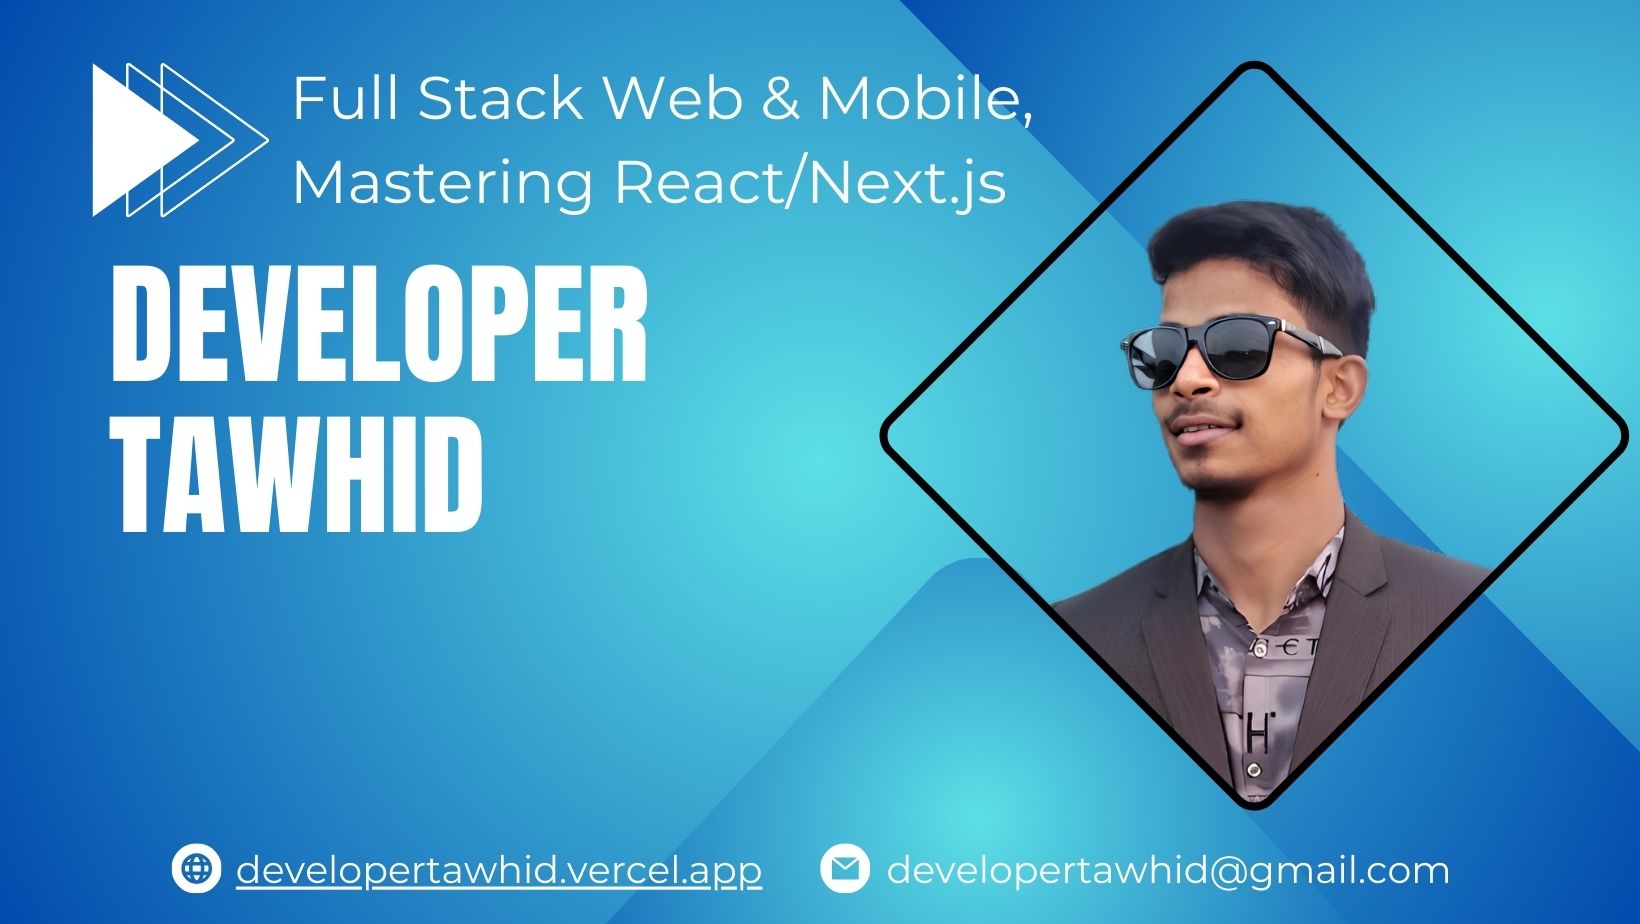 Full Stack Web & Mobile,
Mastering React/Next.js
DEVELOPER
TAWHID
H
developertawhid.vercel.app
developertawhid@gmail.com